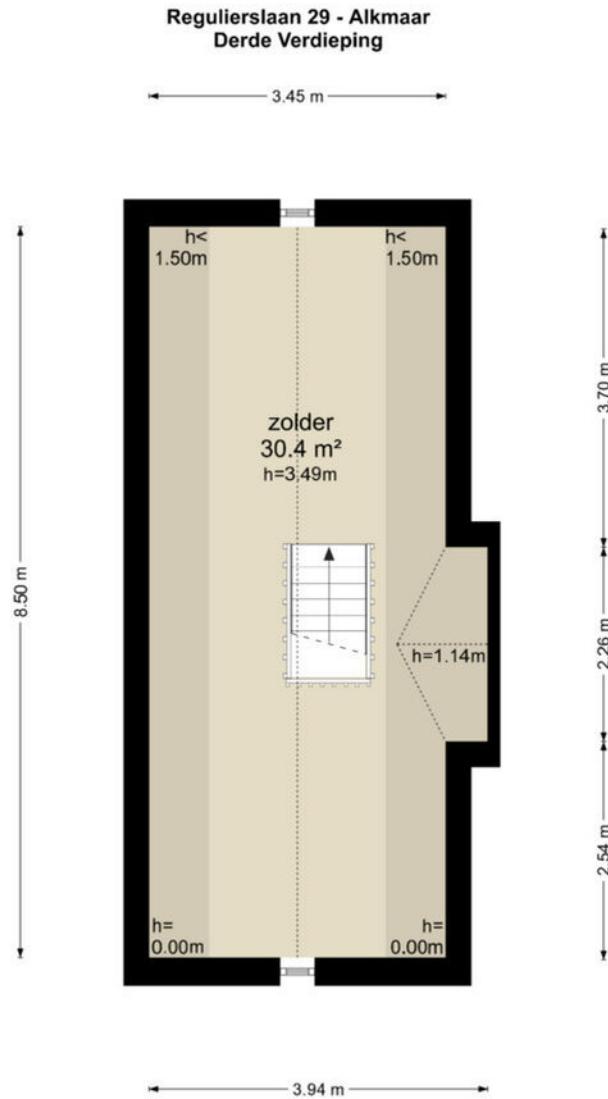 Regulierslaan 29 - Alkmaar
Derde Verdieping
3.45 m
h<
1.50m
h<
1.50m
3.70 m
zolder
30.4 m²
h=3.49m
8.50 m
2.26 m
h=1.14m
2.54 m
h=
0.00m
h=
0.00m
3.94 m